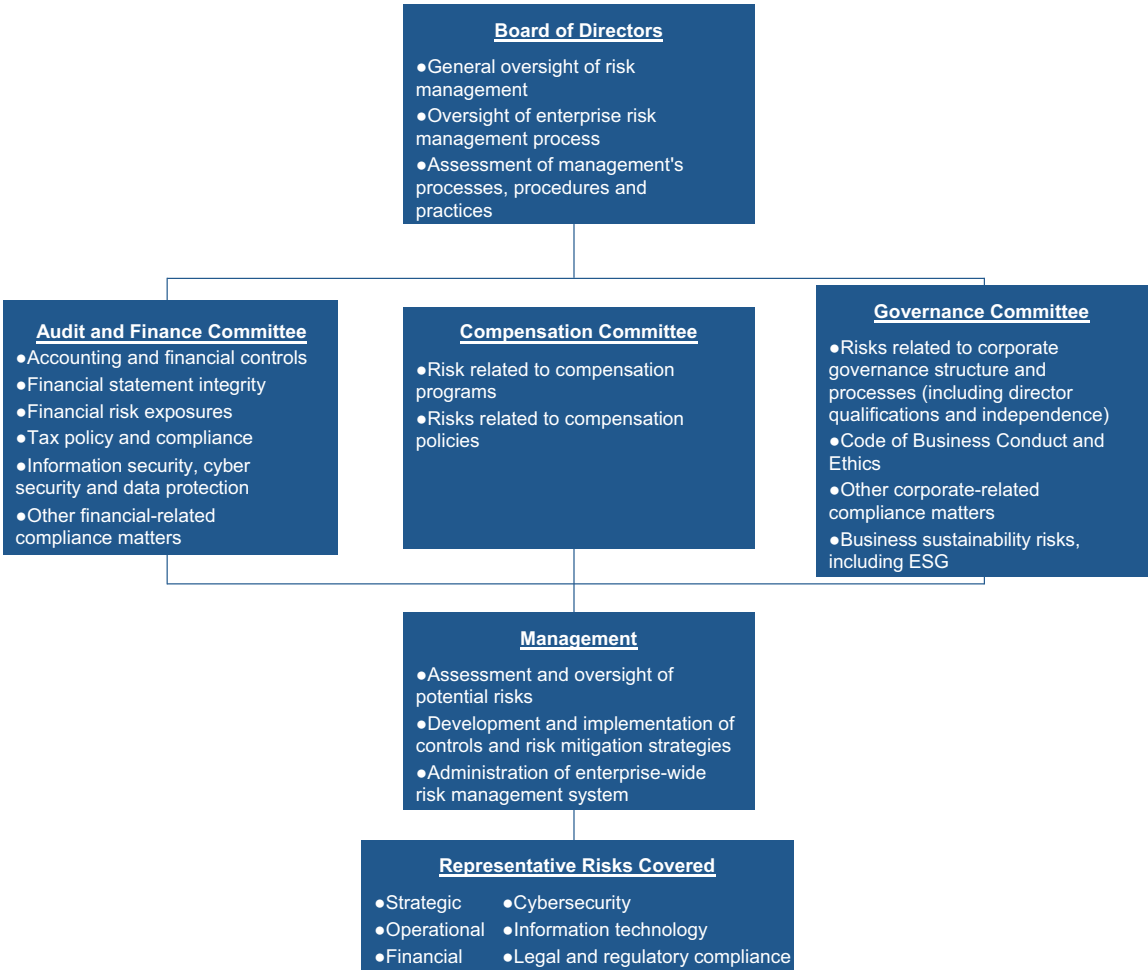 Board of Directors
●General oversight of risk
management
●Oversight of enterprise risk
management process
●Assessment of management's
processes, procedures and
practices
Audit and Finance Committee
●Accounting and financial controls
●Financial statement integrity
●Financial risk exposures
●Tax policy and compliance
●Information security, cyber
security and data protection
●Other financial-related
compliance matters
Compensation Committee
●Risk related to compensation
programs
●Risks related to compensation
policies
Governance Committee
●Risks related to corporate
governance structure and
processes (including director
qualifications and independence)
●Code of Business Conduct and
Ethics
●Other corporate-related
compliance matters
●Business sustainability risks,
including ESG
Management
●Assessment and oversight of
potential risks
●Development and implementation of
controls and risk mitigation strategies
●Administration of enterprise-wide
risk management system
Representative Risks Covered
●Strategic ●Cybersecurity
●Operational ●Information technology
●Financial ●Legal and regulatory compliance